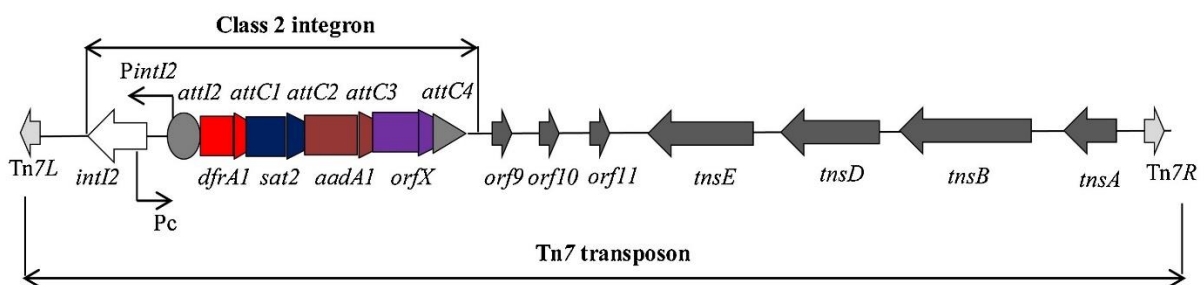 Class 2 integron
PintI2 attI2 attC1 attC2 attC3 attC4
Tn7L intI2 dfrA1 sat2 aadA1 orfX orf9 orf10 orf11 tnsE tnsD tnsB tnsA Tn7R
Pc
Tn7 transposon